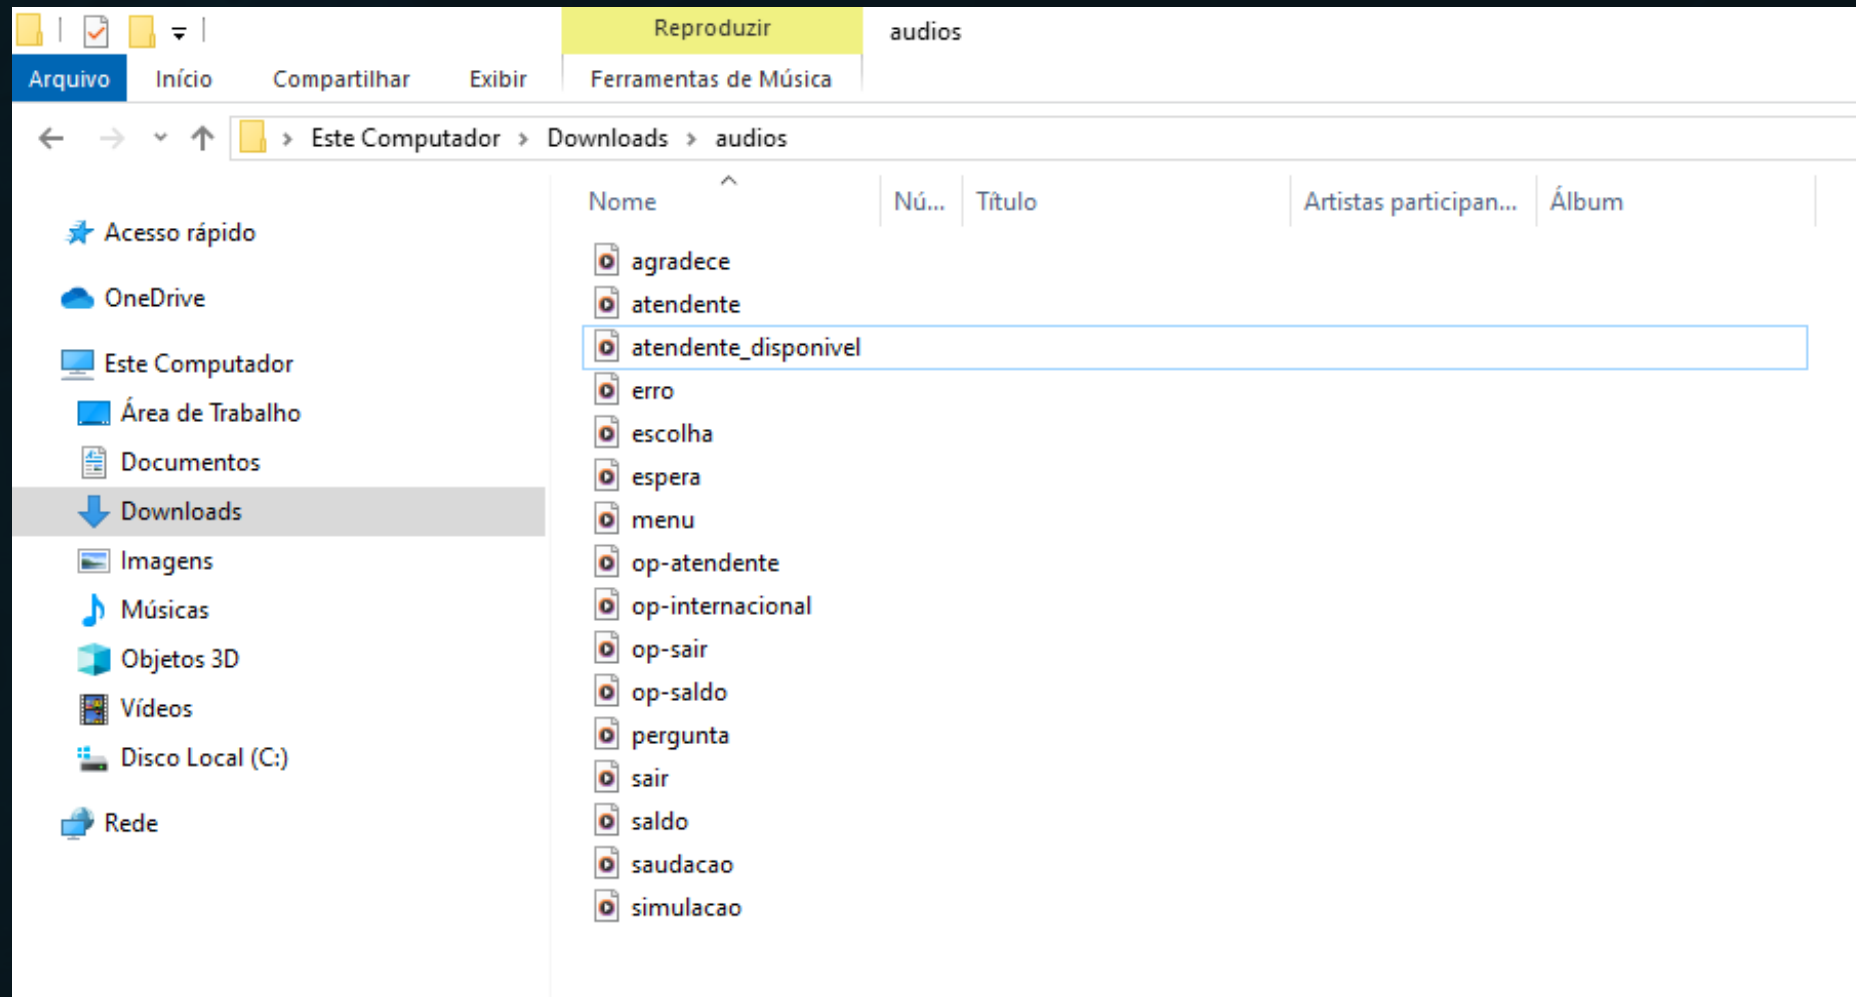 Reproduzir audios
Arquivo Início Compartilhar Exibir Ferramentas de Música
Este Computador Downloads audios
Nome Nú... Título Artistas participan... Álbum
Acesso rápido
OneDrive
Este Computador
Área de Trabalho
Documentos
Downloads
Imagens
Músicas
Objetos 3D
Vídeos
Disco Local (C:)
Rede
agradece
atendente
atendente_disponivel
erro
escolha
espera
menu
op-atendente
op-internacional
op-sair
op-saldo
pergunta
sair
saldo
saudacao
simulacao